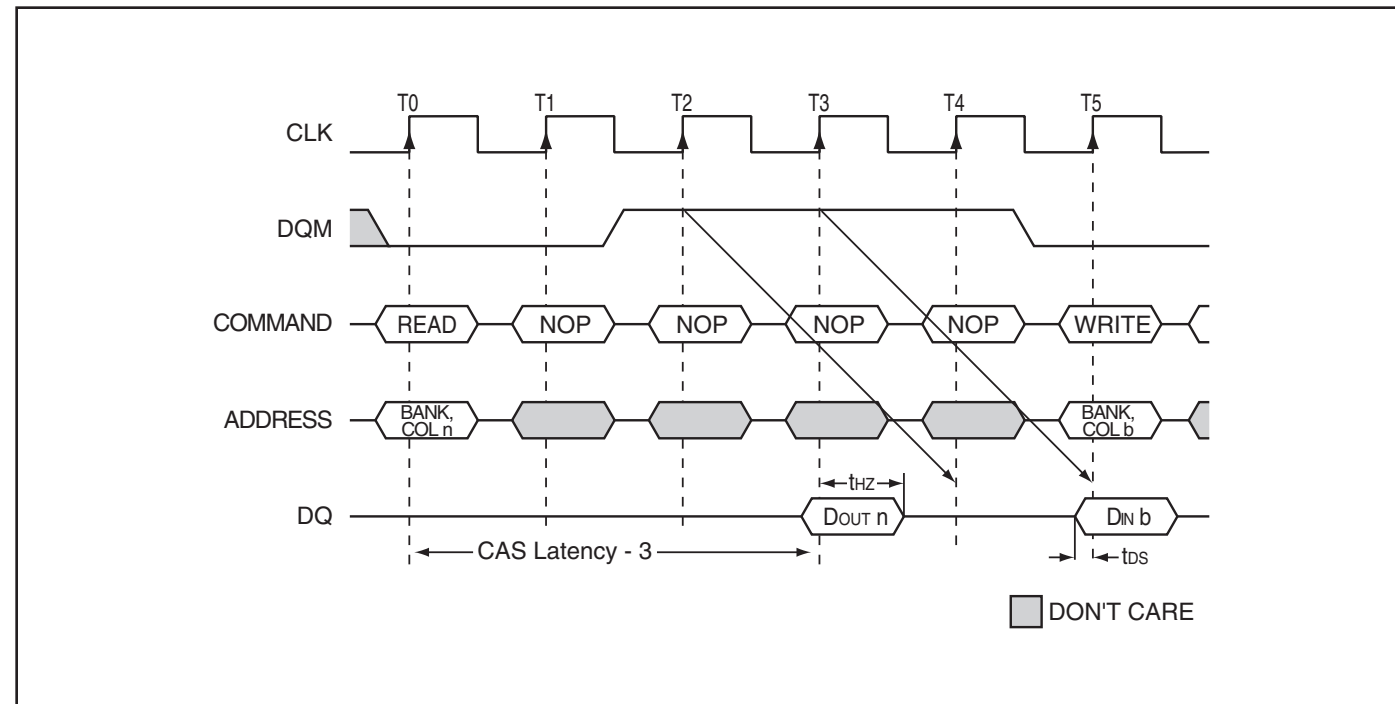 T0 T1 T2 T3 T4 T5
CLK
DQM
COMMAND READ NOP NOP NOP NOP WRITE
ADDRESS BANK, COL n BANK, COL b
tHZ
DQ DOUT n DIN b
CAS Latency - 3 tDS
DON'T CARE